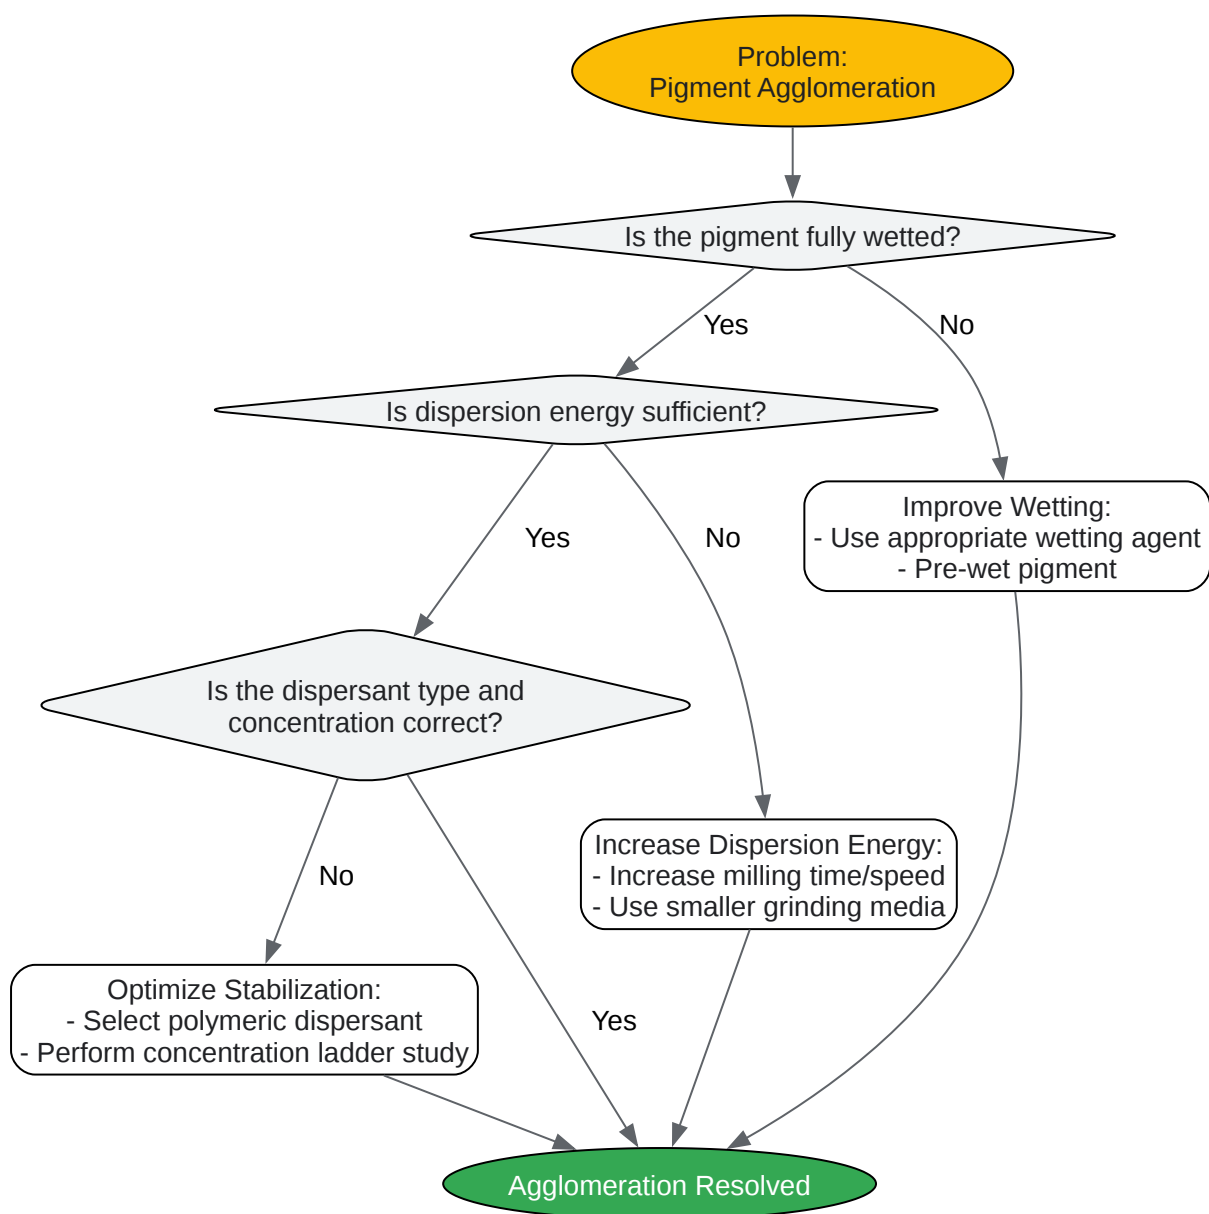 Problem:
Pigment Agglomeration
Is the pigment fully wetted?
Yes
No
Is dispersion energy sufficient?
Improve Wetting:
- Use appropriate wetting agent
- Pre-wet pigment
Yes
No
Is the dispersant type and
concentration correct?
Increase Dispersion Energy:
- Increase milling time/speed
- Use smaller grinding media
No
Optimize Stabilization:
- Select polymeric dispersant
- Perform concentration ladder study
Yes
Agglomeration Resolved